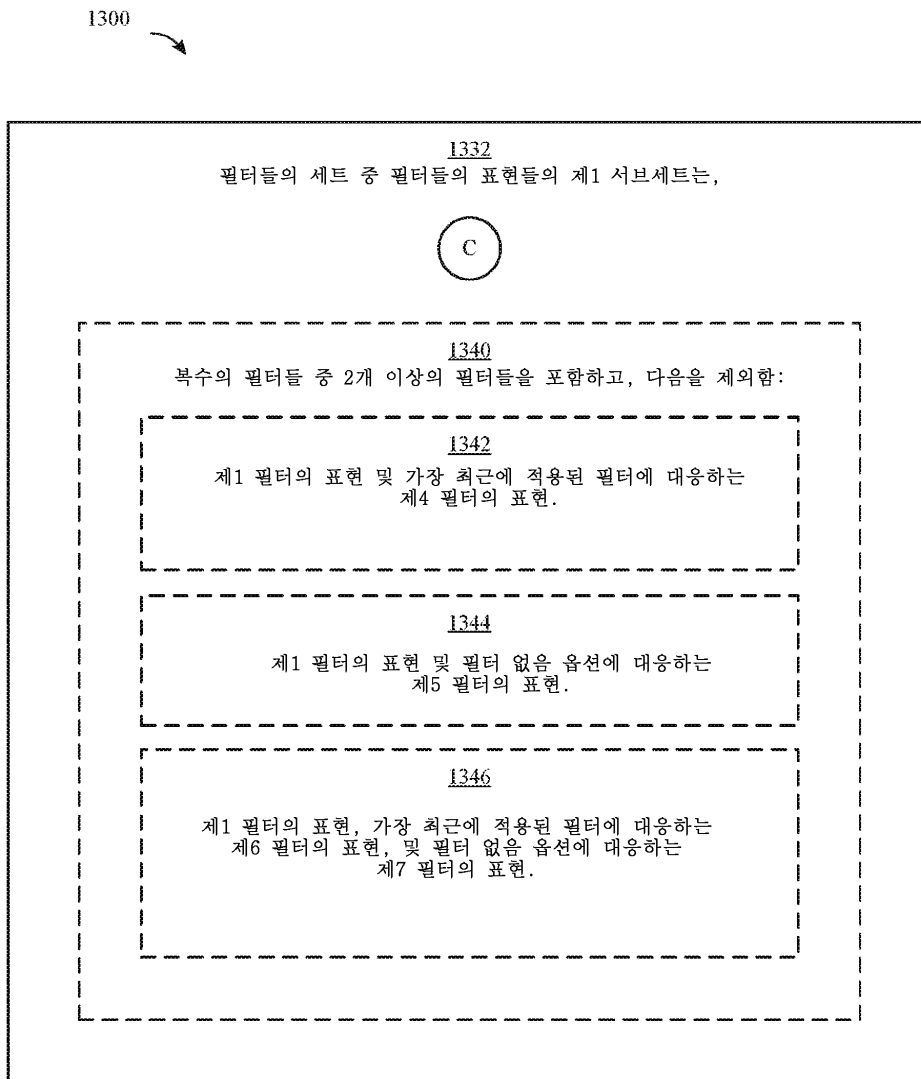 1300
1332
필터들의 세트 중 필터들의 표현들의 제1 서브세트는,
C
1340
복수의 필터들 중 2개 이상의 필터들을 포함하고, 다음을 제외함:
1342
제1 필터의 표현 및 가장 최근에 적용된 필터에 대응하는
제4 필터의 표현.
1344
제1 필터의 표현 및 필터 없음 옵션에 대응하는
제5 필터의 표현.
1346
제1 필터의 표현, 가장 최근에 적용된 필터에 대응하는
제6 필터의 표현, 및 필터 없음 옵션에 대응하는
제7 필터의 표현.